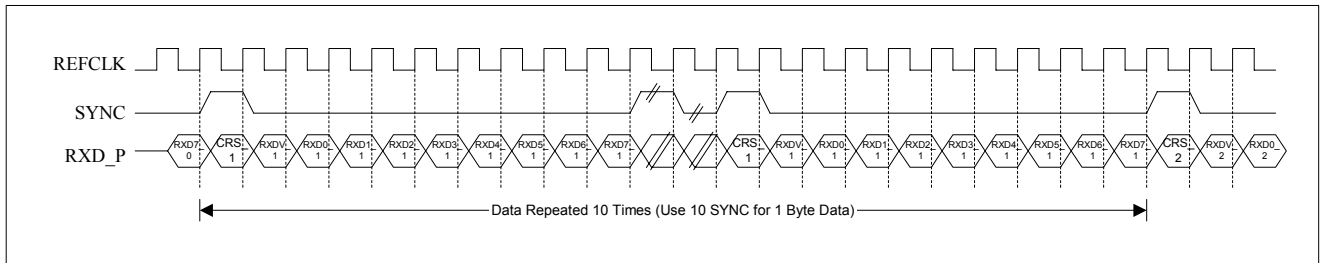 REFCLK
SYNC
RXD_P
RXD7_0 CRS_1 RXDV_1 RXD0_1 RXD1_1 RXD2_1 RXD3_1 RXD4_1 RXD5_1 RXD6_1 RXD7_1 CRS_1 RXDV_1 RXD0_1 RXD1_1 RXD2_1 RXD3_1 RXD4_1 RXD5_1 RXD6_1 RXD7_1 CRS_2 RXDV_2 RXD0_2
Data Repeated 10 Times (Use 10 SYNC for 1 Byte Data)